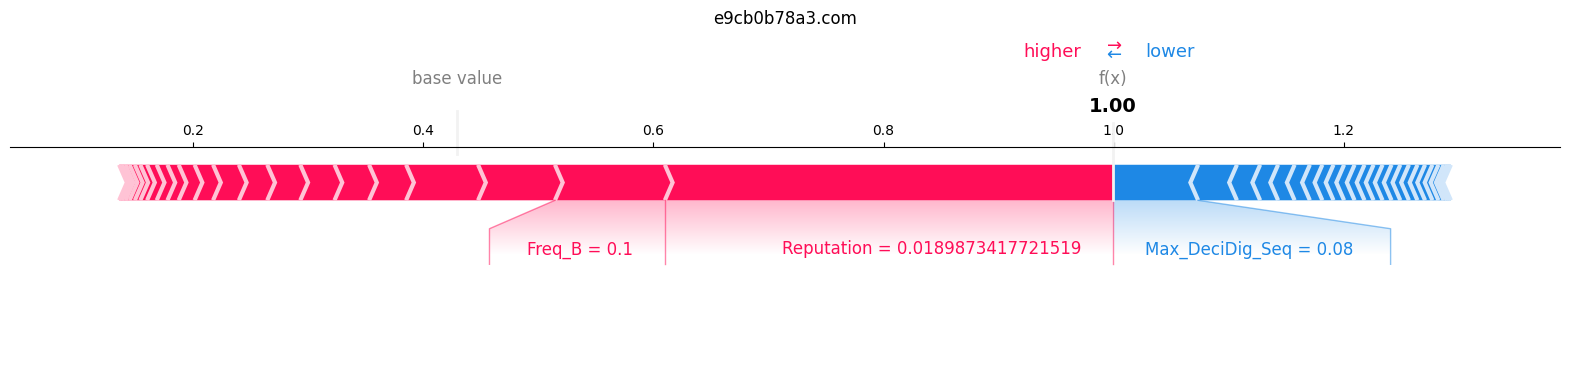 e9cb0b78a3.com
higher ⇄ lower
base value f(x)
1.00
0.2 0.4 0.6 0.8 1.0 1.2
Freq_B = 0.1 Reputation = 0.0189873417721519 Max_DeciDig_Seq = 0.08